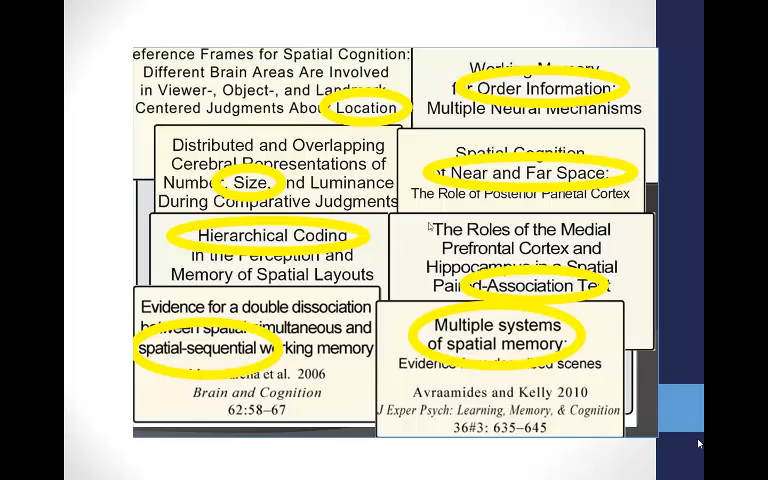 eference Frames for Spatial Cognition:
Different Brain Areas Are Involved
in Viewer-, Object-, and Landmark
Centered Judgments About Location
Working Memory
for Order Information:
Multiple Neural Mechanisms
Distributed and Overlapping
Cerebral Representations of
Number, Size, and Luminance
During Comparative Judgments
Spatial Cognition
of Near and Far Space:
The Role of Posterior Parietal Cortex
Hierarchical Coding
in the Perception and
Memory of Spatial Layouts
The Roles of the Medial
Prefrontal Cortex and
Hippocampus in a Spatial
Paired-Association Test
Evidence for a double dissociation
between spatial-simultaneous and
spatial-sequential working memory
et al. 2006
Brain and Cognition
62:58–67
Multiple systems
of spatial memory:
Evidence from described scenes
Avraamides and Kelly 2010
J Exper Psych: Learning, Memory, & Cognition
36#3: 635–645